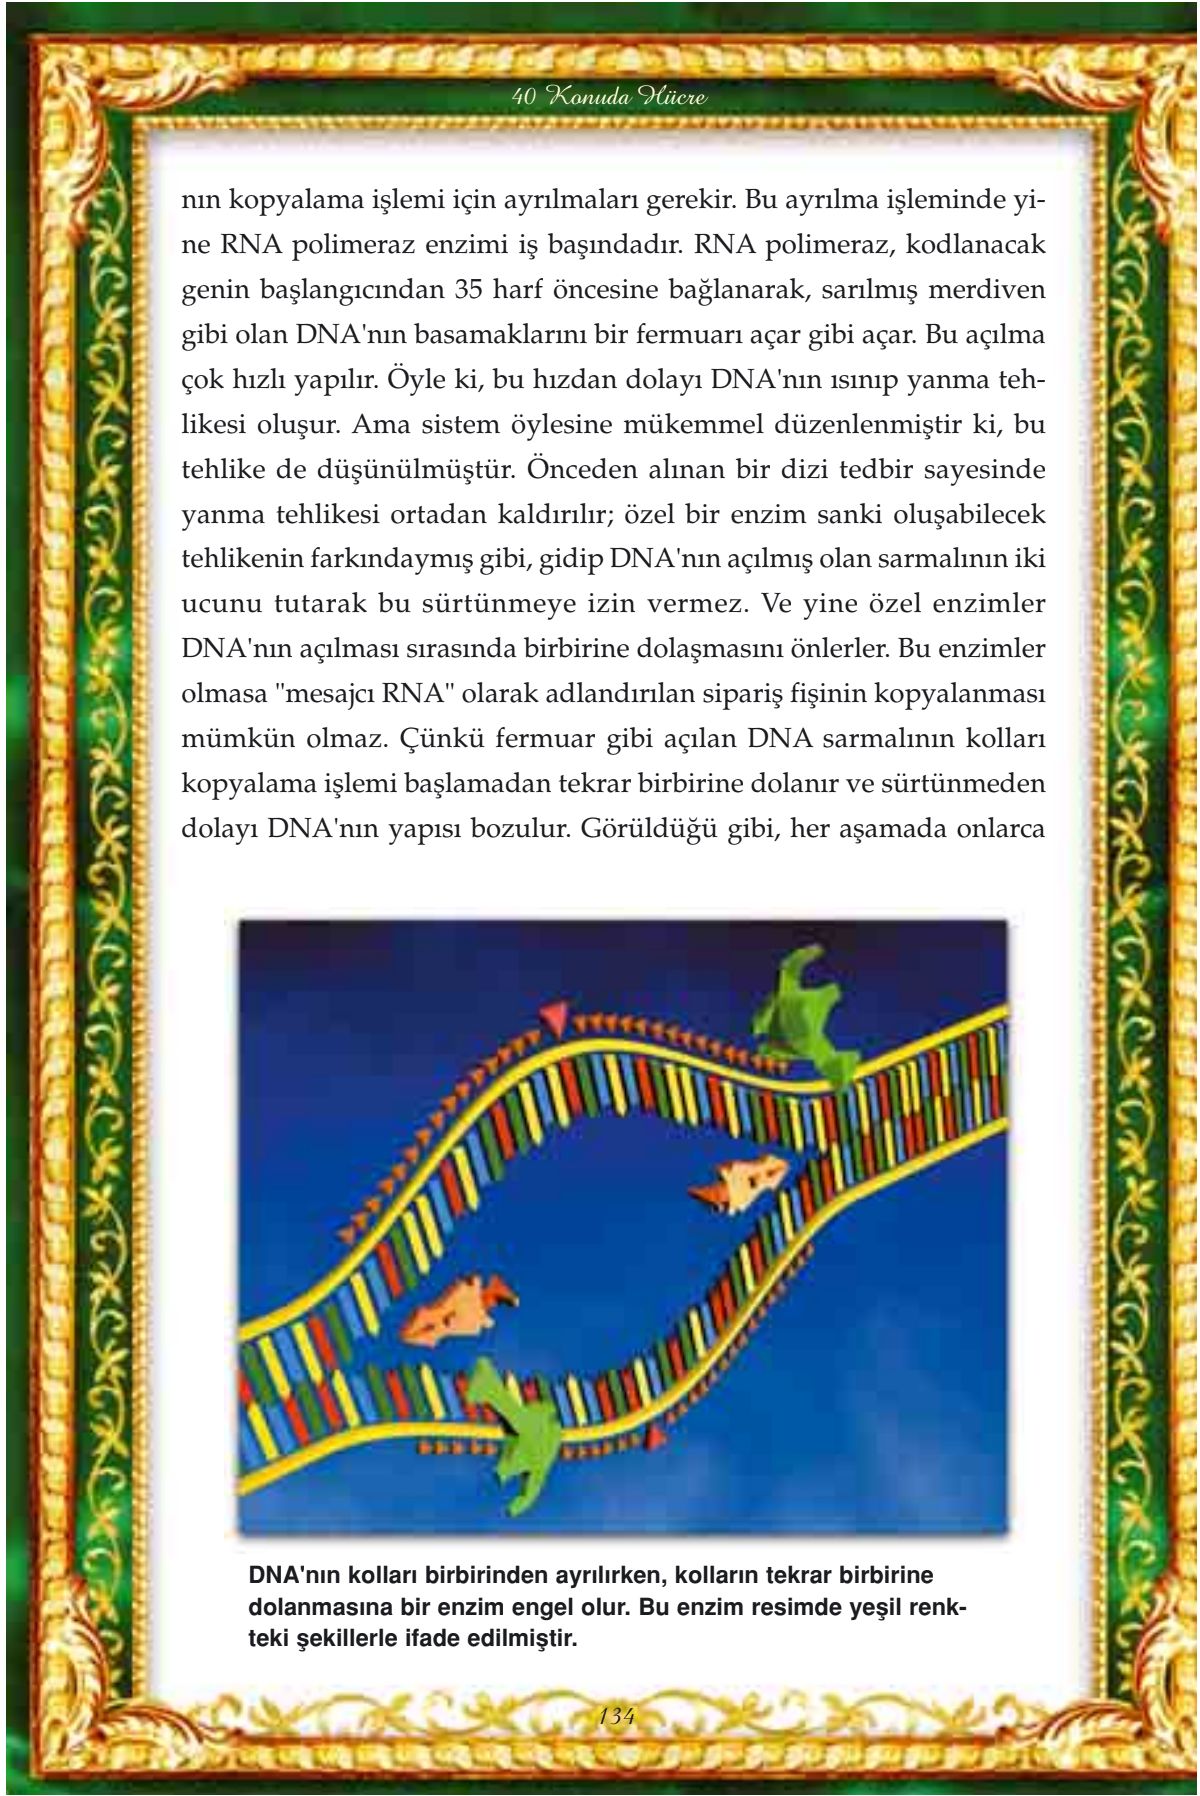 40 Konuda Hücre
nın kopyalama işlemi için ayrılmaları gerekir. Bu ayrılma işleminde yi-
ne RNA polimeraz enzimi iş başındadır. RNA polimeraz, kodlanacak
genin başlangıcından 35 harf öncesine bağlanarak, sarılmış merdiven
gibi olan DNA'nın basamaklarını bir fermuarı açar gibi açar. Bu açılma
çok hızlı yapılır. Öyle ki, bu hızdan dolayı DNA'nın ısınıp yanma teh-
likesi oluşur. Ama sistem öylesine mükemmel düzenlenmiştir ki, bu
tehlike de düşünülmüştür. Önceden alınan bir dizi tedbir sayesinde
yanma tehlikesi ortadan kaldırılır; özel bir enzim sanki oluşabilecek
tehlikenin farkındaymış gibi, gidip DNA'nın açılmış olan sarmalının iki
ucunu tutarak bu sürtünmeye izin vermez. Ve yine özel enzimler
DNA'nın açılması sırasında birbirine dolaşmasını önlerler. Bu enzimler
olmasa "mesajcı RNA" olarak adlandırılan sipariş fişinin kopyalanması
mümkün olmaz. Çünkü fermuar gibi açılan DNA sarmalının kolları
kopyalama işlemi başlamadan tekrar birbirine dolanır ve sürtünmeden
dolayı DNA'nın yapısı bozulur. Görüldüğü gibi, her aşamada onlarca
DNA'nın kolları birbirinden ayrılırken, kolların tekrar birbirine
dolanmasına bir enzim engel olur. Bu enzim resimde yeşil renk-
teki şekillerle ifade edilmiştir.
134